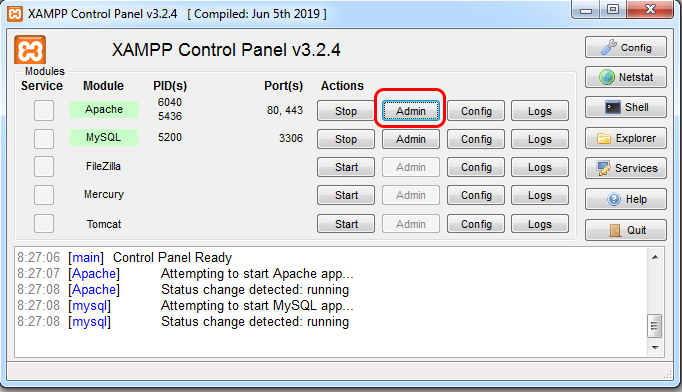 XAMPP Control Panel v3.2.4   [ Compiled: Jun 5th 2019 ]
XAMPP Control Panel v3.2.4
Config
Modules
Service Module PID(s) Port(s) Actions
Netstat
Apache 6040 5436 80, 443 Stop Admin Config Logs
Shell
MySQL 5200 3306 Stop Admin Config Logs
Explorer
FileZilla Start Admin Config Logs
Services
Mercury Start Admin Config Logs
Help
Tomcat Start Admin Config Logs
Quit
8:27:06 [main] Control Panel Ready
8:27:07 [Apache] Attempting to start Apache app...
8:27:08 [Apache] Status change detected: running
8:27:08 [mysql] Attempting to start MySQL app...
8:27:08 [mysql] Status change detected: running